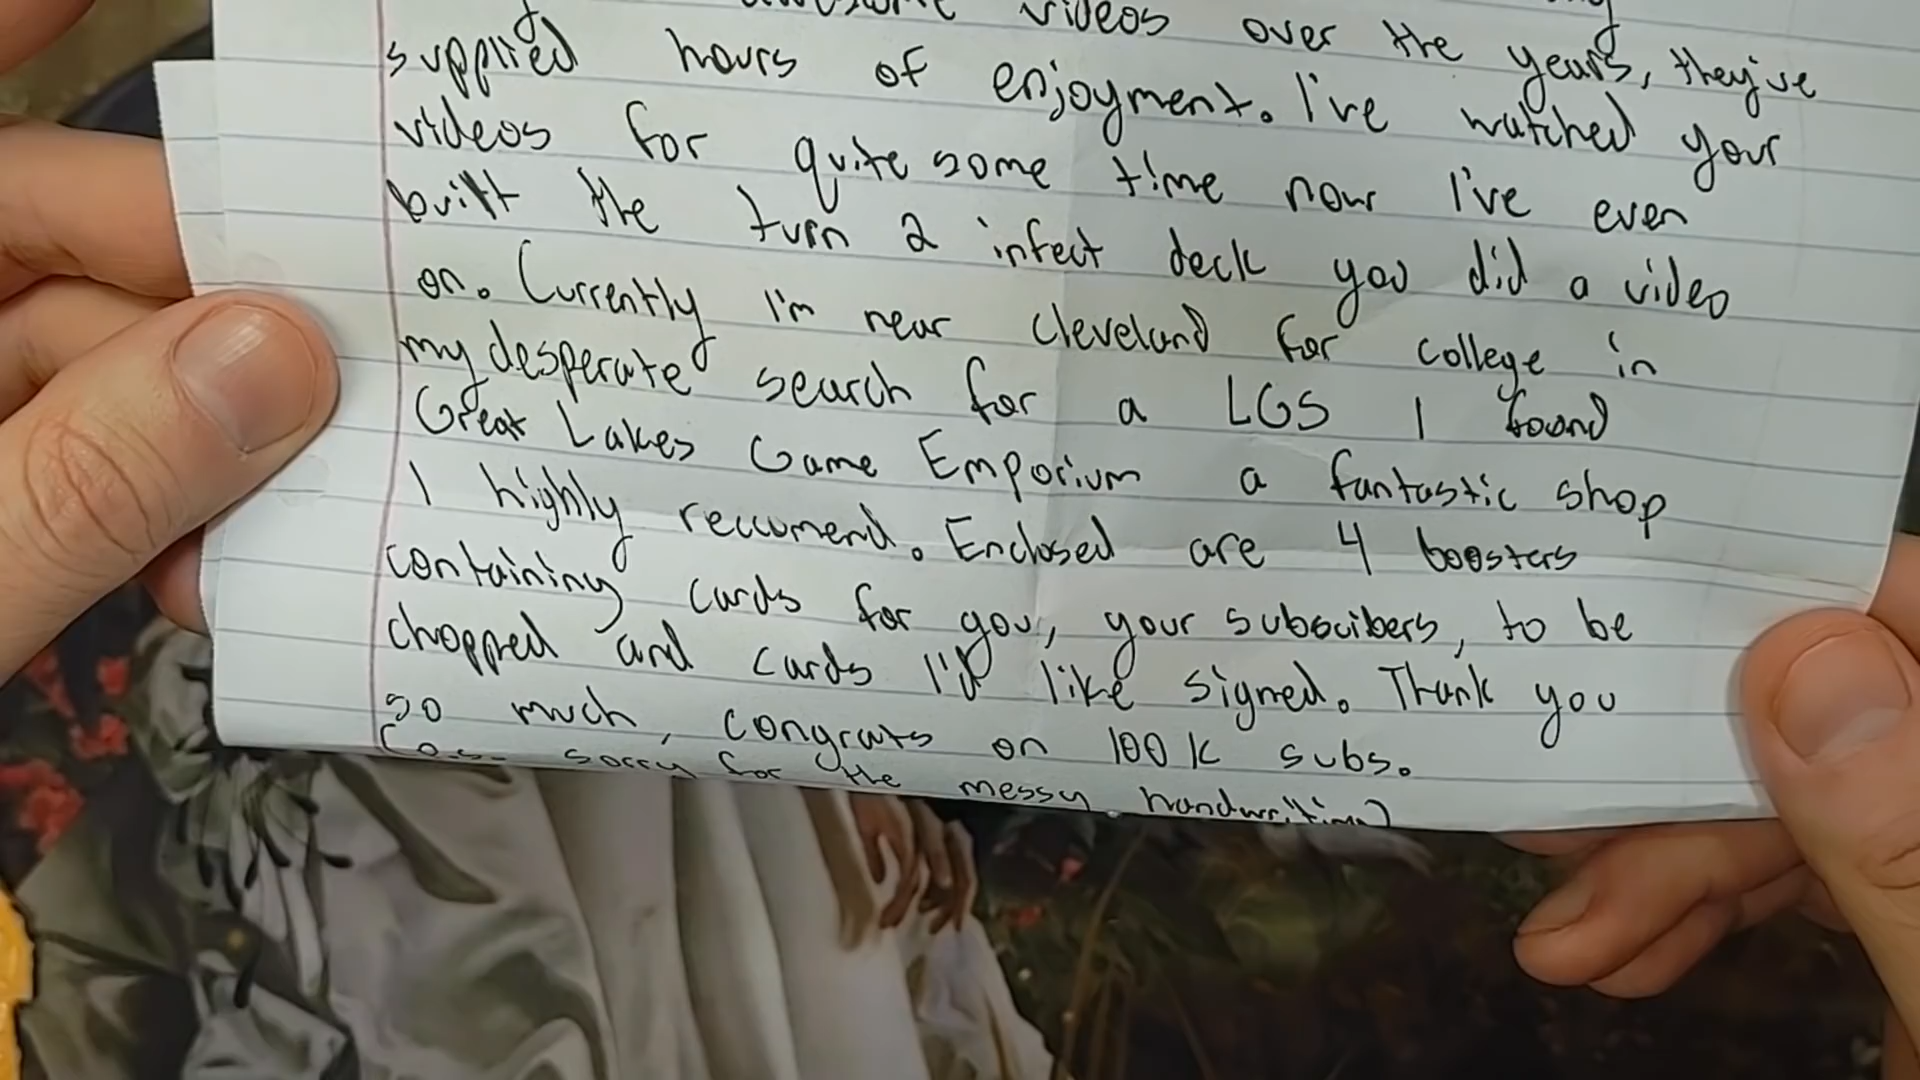 awesome videos over the years, they've
supplied hours of enjoyment. I've watched your
videos for quite some time now I've even
built the turn 2 infect deck you did a video
on. Currently I'm near Cleveland for college in
my desperate search for a LGS I found
Great Lakes Game Emporium a fantastic shop
I highly reccomend. Enclosed are 4 boosters
containing cards for you, your subscibers, to be
chopped and cards I'd like signed. Thank you
so much, congrats on 100k subs.
sorry for the messy handwriting)